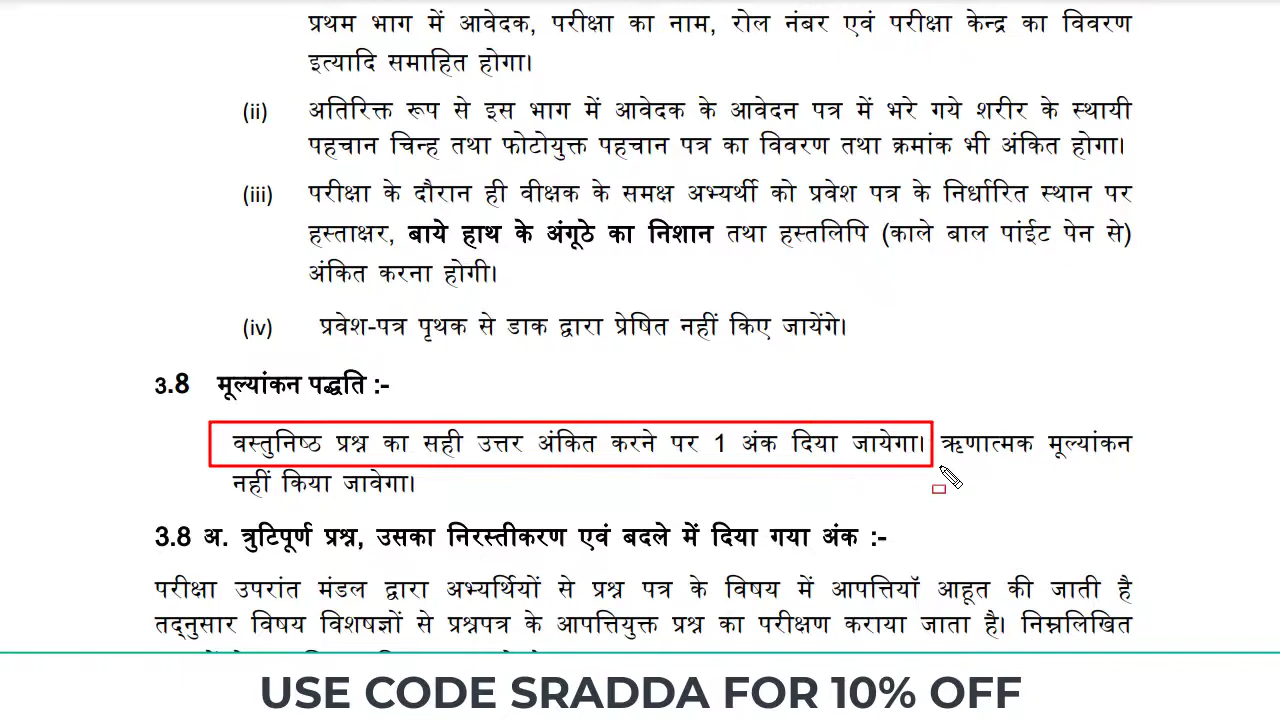 प्रथम भाग में आवेदक, परीक्षा का नाम, रोल नंबर एवं परीक्षा केन्द्र का विवरण
इत्यादि समाहित होगा।
(ii) अतिरिक्त रूप से इस भाग में आवेदक के आवेदन पत्र में भरे गये शरीर के स्थायी
पहचान चिन्ह तथा फोटोयुक्त पहचान पत्र का विवरण तथा क्रमांक भी अंकित होगा।
(iii) परीक्षा के दौरान ही वीक्षक के समक्ष अभ्यर्थी को प्रवेश पत्र के निर्धारित स्थान पर
हस्ताक्षर, बाये हाथ के अंगूठे का निशान तथा हस्तलिपि (काले बाल पांईट पेन से)
अंकित करना होगी।
(iv) प्रवेश-पत्र पृथक से डाक द्वारा प्रेषित नहीं किए जायेंगे।
3.8 मूल्यांकन पद्धति :-
वस्तुनिष्ठ प्रश्न का सही उत्तर अंकित करने पर 1 अंक दिया जायेगा। ऋणात्मक मूल्यांकन
नहीं किया जावेगा।
3.8 अ. त्रुटिपूर्ण प्रश्न, उसका निरस्तीकरण एवं बदले में दिया गया अंक :-
परीक्षा उपरांत मंडल द्वारा अभ्यर्थियों से प्रश्न पत्र के विषय में आपत्तियॉ आहूत की जाती है
तद्नुसार विषय विशषज्ञों से प्रश्नपत्र के आपत्तियुक्त प्रश्न का परीक्षण कराया जाता है। निम्नलिखित
USE CODE SRADDA FOR 10% OFF